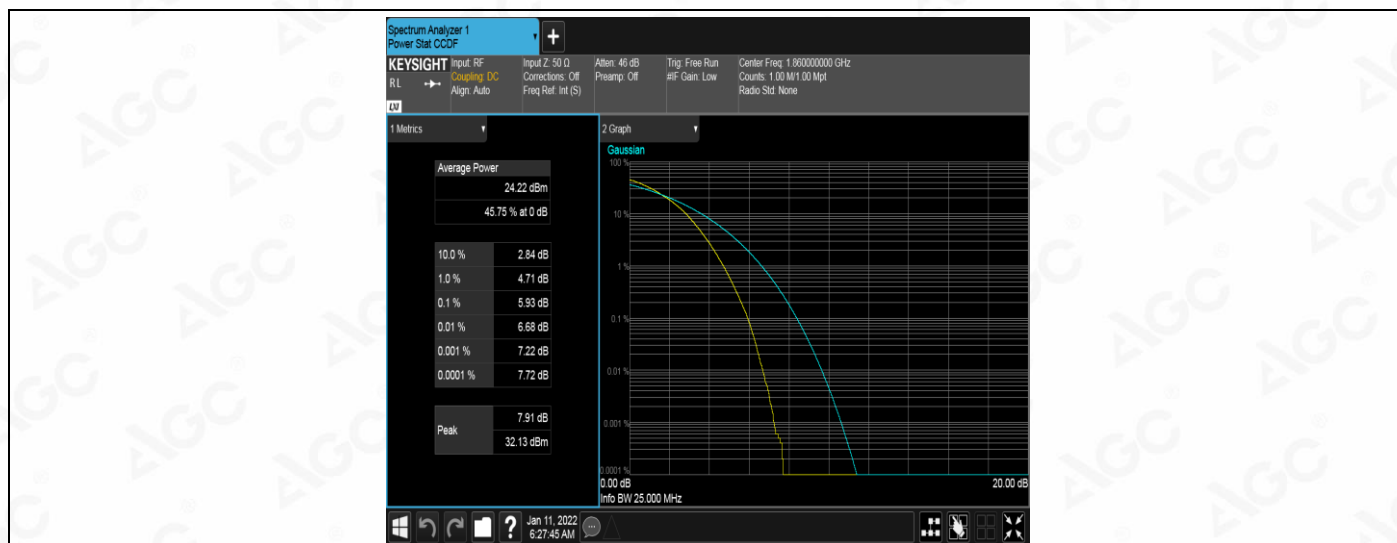 Spectrum Analyzer 1
Power Stat CCDF
KEYSIGHT
R L
LXI
Input: RF
Coupling: DC
Align: Auto
Input Z: 50 Ω
Corrections: Off
Freq Ref: Int (S)
Atten: 46 dB
Preamp: Off
Trig: Free Run
#IF Gain: Low
Center Freq: 1.860000000 GHz
Counts: 1.00 M/1.00 Mpt
Radio Std: None
1 Metrics
Average Power
24.22 dBm
45.75 % at 0 dB
10.0 % 2.84 dB
1.0 % 4.71 dB
0.1 % 5.93 dB
0.01 % 6.68 dB
0.001 % 7.22 dB
0.0001 % 7.72 dB
Peak
7.91 dB
32.13 dBm
2 Graph
Gaussian
100 %
10 %
1 %
0.1 %
0.01 %
0.001 %
0.0001 %
0.00 dB 20.00 dB
Info BW 25.000 MHz
Jan 11, 2022
6:27:45 AM
AGC